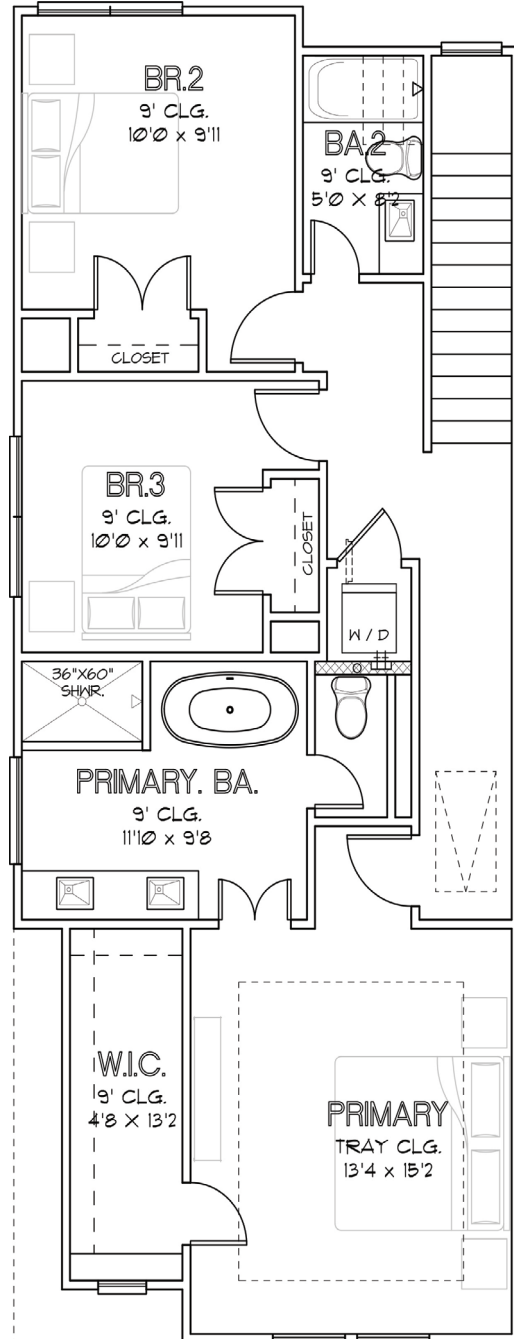 BR.2
9' CLG.
10'0 x 9'11
BA.2
9' CLG.
5'0 X 8'2
CLOSET
BR.3
9' CLG.
10'0 x 9'11
CLOSET
W / D
36"X60"
SHWR.
PRIMARY. BA.
9' CLG.
11'10 x 9'8
W.I.C.
9' CLG.
4'8 X 13'2
PRIMARY
TRAY CLG.
13'4 x 15'2